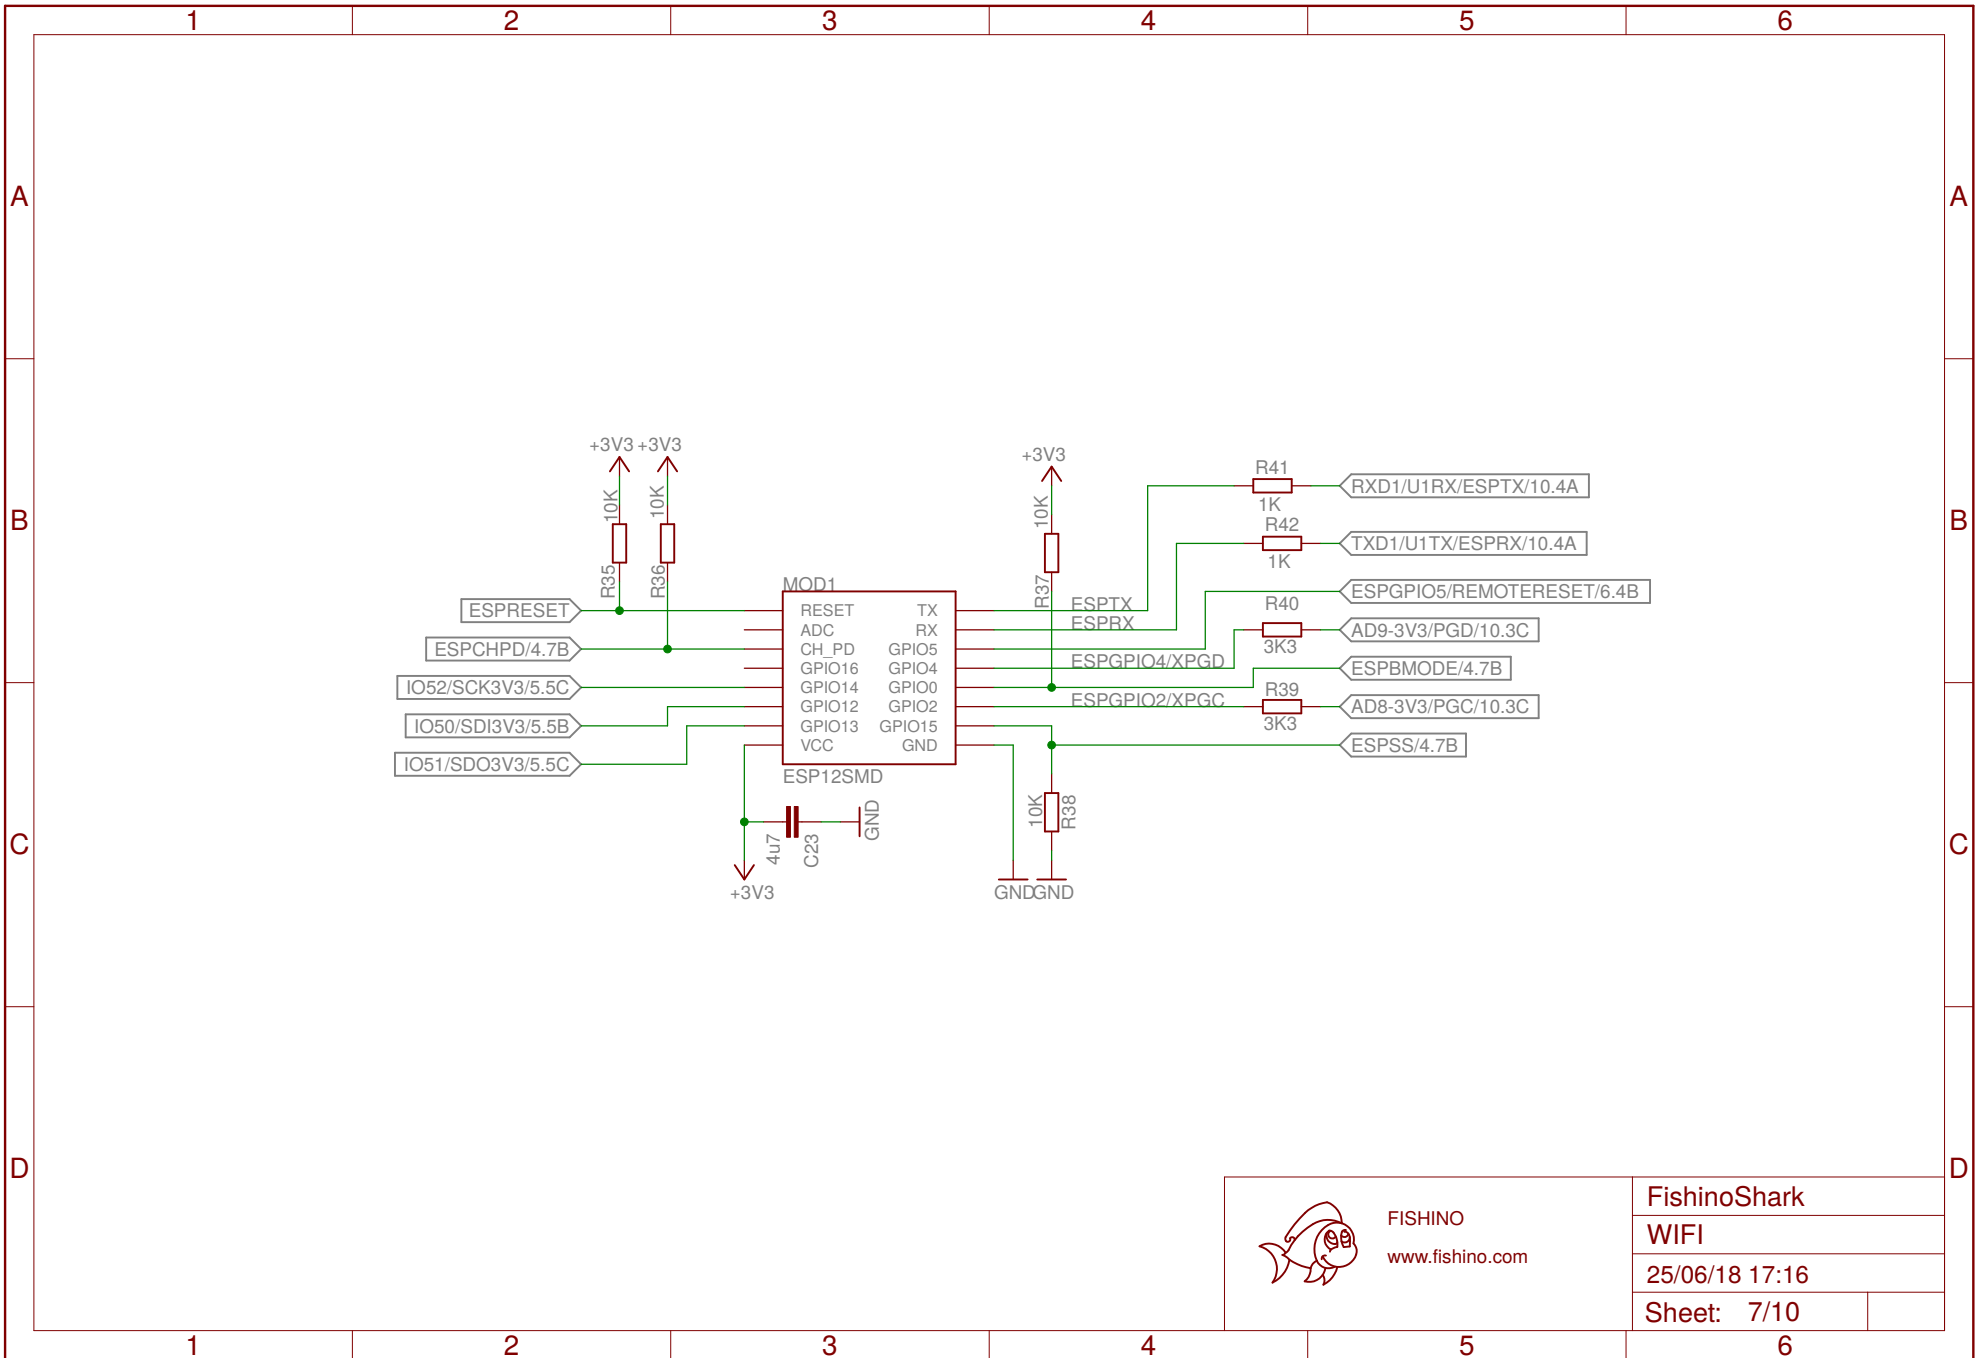 1 2 3 4 5 6
A A
+3V3 +3V3
+3V3
10K 10K 10K
R35 R36 R37
R41
1K
RXD1/U1RX/ESPTX/10.4A
B B
R42
1K
TXD1/U1TX/ESPRX/10.4A
MOD1
ESPGPIO5/REMOTERESET/6.4B
ESPRESET RESET TX ESPTX
R40
3K3
ADC RX ESPRX AD9-3V3/PGD/10.3C
ESPCHPD/4.7B CH_PD GPIO5
GPIO16 GPIO4 ESPGPIO4/XPGD ESPBMODE/4.7B
IO52/SCK3V3/5.5C GPIO14 GPIO0
R39
3K3
GPIO12 GPIO2 ESPGPIO2/XPGC AD8-3V3/PGC/10.3C
IO50/SDI3V3/5.5B GPIO13 GPIO15
VCC GND ESPSS/4.7B
IO51/SDO3V3/5.5C
ESP12SMD
4u7 C23 GND
10K R38
C C
+3V3 GND GND
D D
FISHINO
www.fishino.com
FishinoShark
WIFI
25/06/18 17:16
Sheet: 7/10
1 2 3 4 5 6